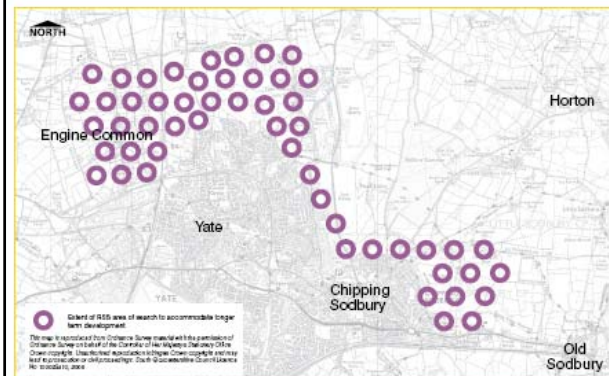 NORTH
Horton
Engine Common
Yate
YATE
Chipping
Sodbury
Old
Sodbury
Extent of RSS area of search to accommodate longer
term development
This map is reproduced from Ordnance Survey material with the permission of
Ordnance Survey on behalf of the Controller of Her Majesty's Stationery Office
Crown copyright. Unauthorised reproduction infringes Crown copyright and may
lead to prosecution or civil proceedings. South Gloucestershire Council Licence
No 2008